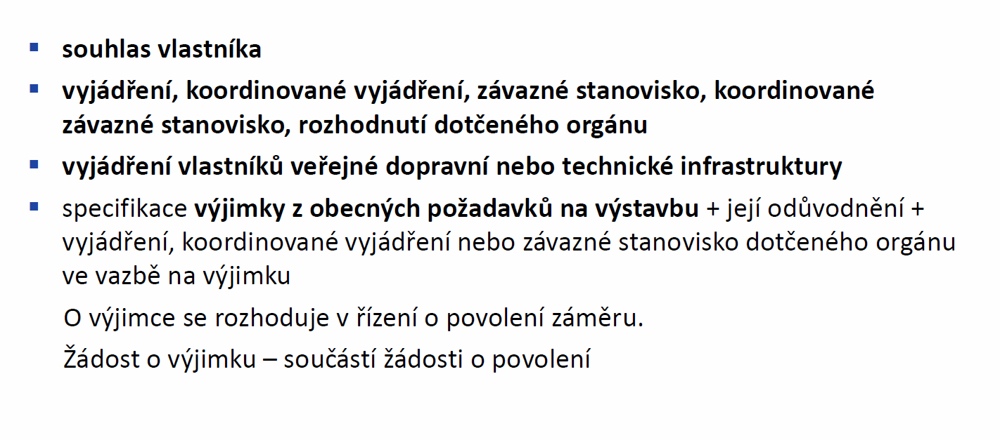 ▪ souhlas vlastníka
▪ vyjádření, koordinované vyjádření, závazné stanovisko, koordinované
závazné stanovisko, rozhodnutí dotčeného orgánu
▪ vyjádření vlastníků veřejné dopravní nebo technické infrastruktury
▪ specifikace výjimky z obecných požadavků na výstavbu + její odůvodnění +
vyjádření, koordinované vyjádření nebo závazné stanovisko dotčeného orgánu
ve vazbě na výjimku
O výjimce se rozhoduje v řízení o povolení záměru.
Žádost o výjimku – součástí žádosti o povolení